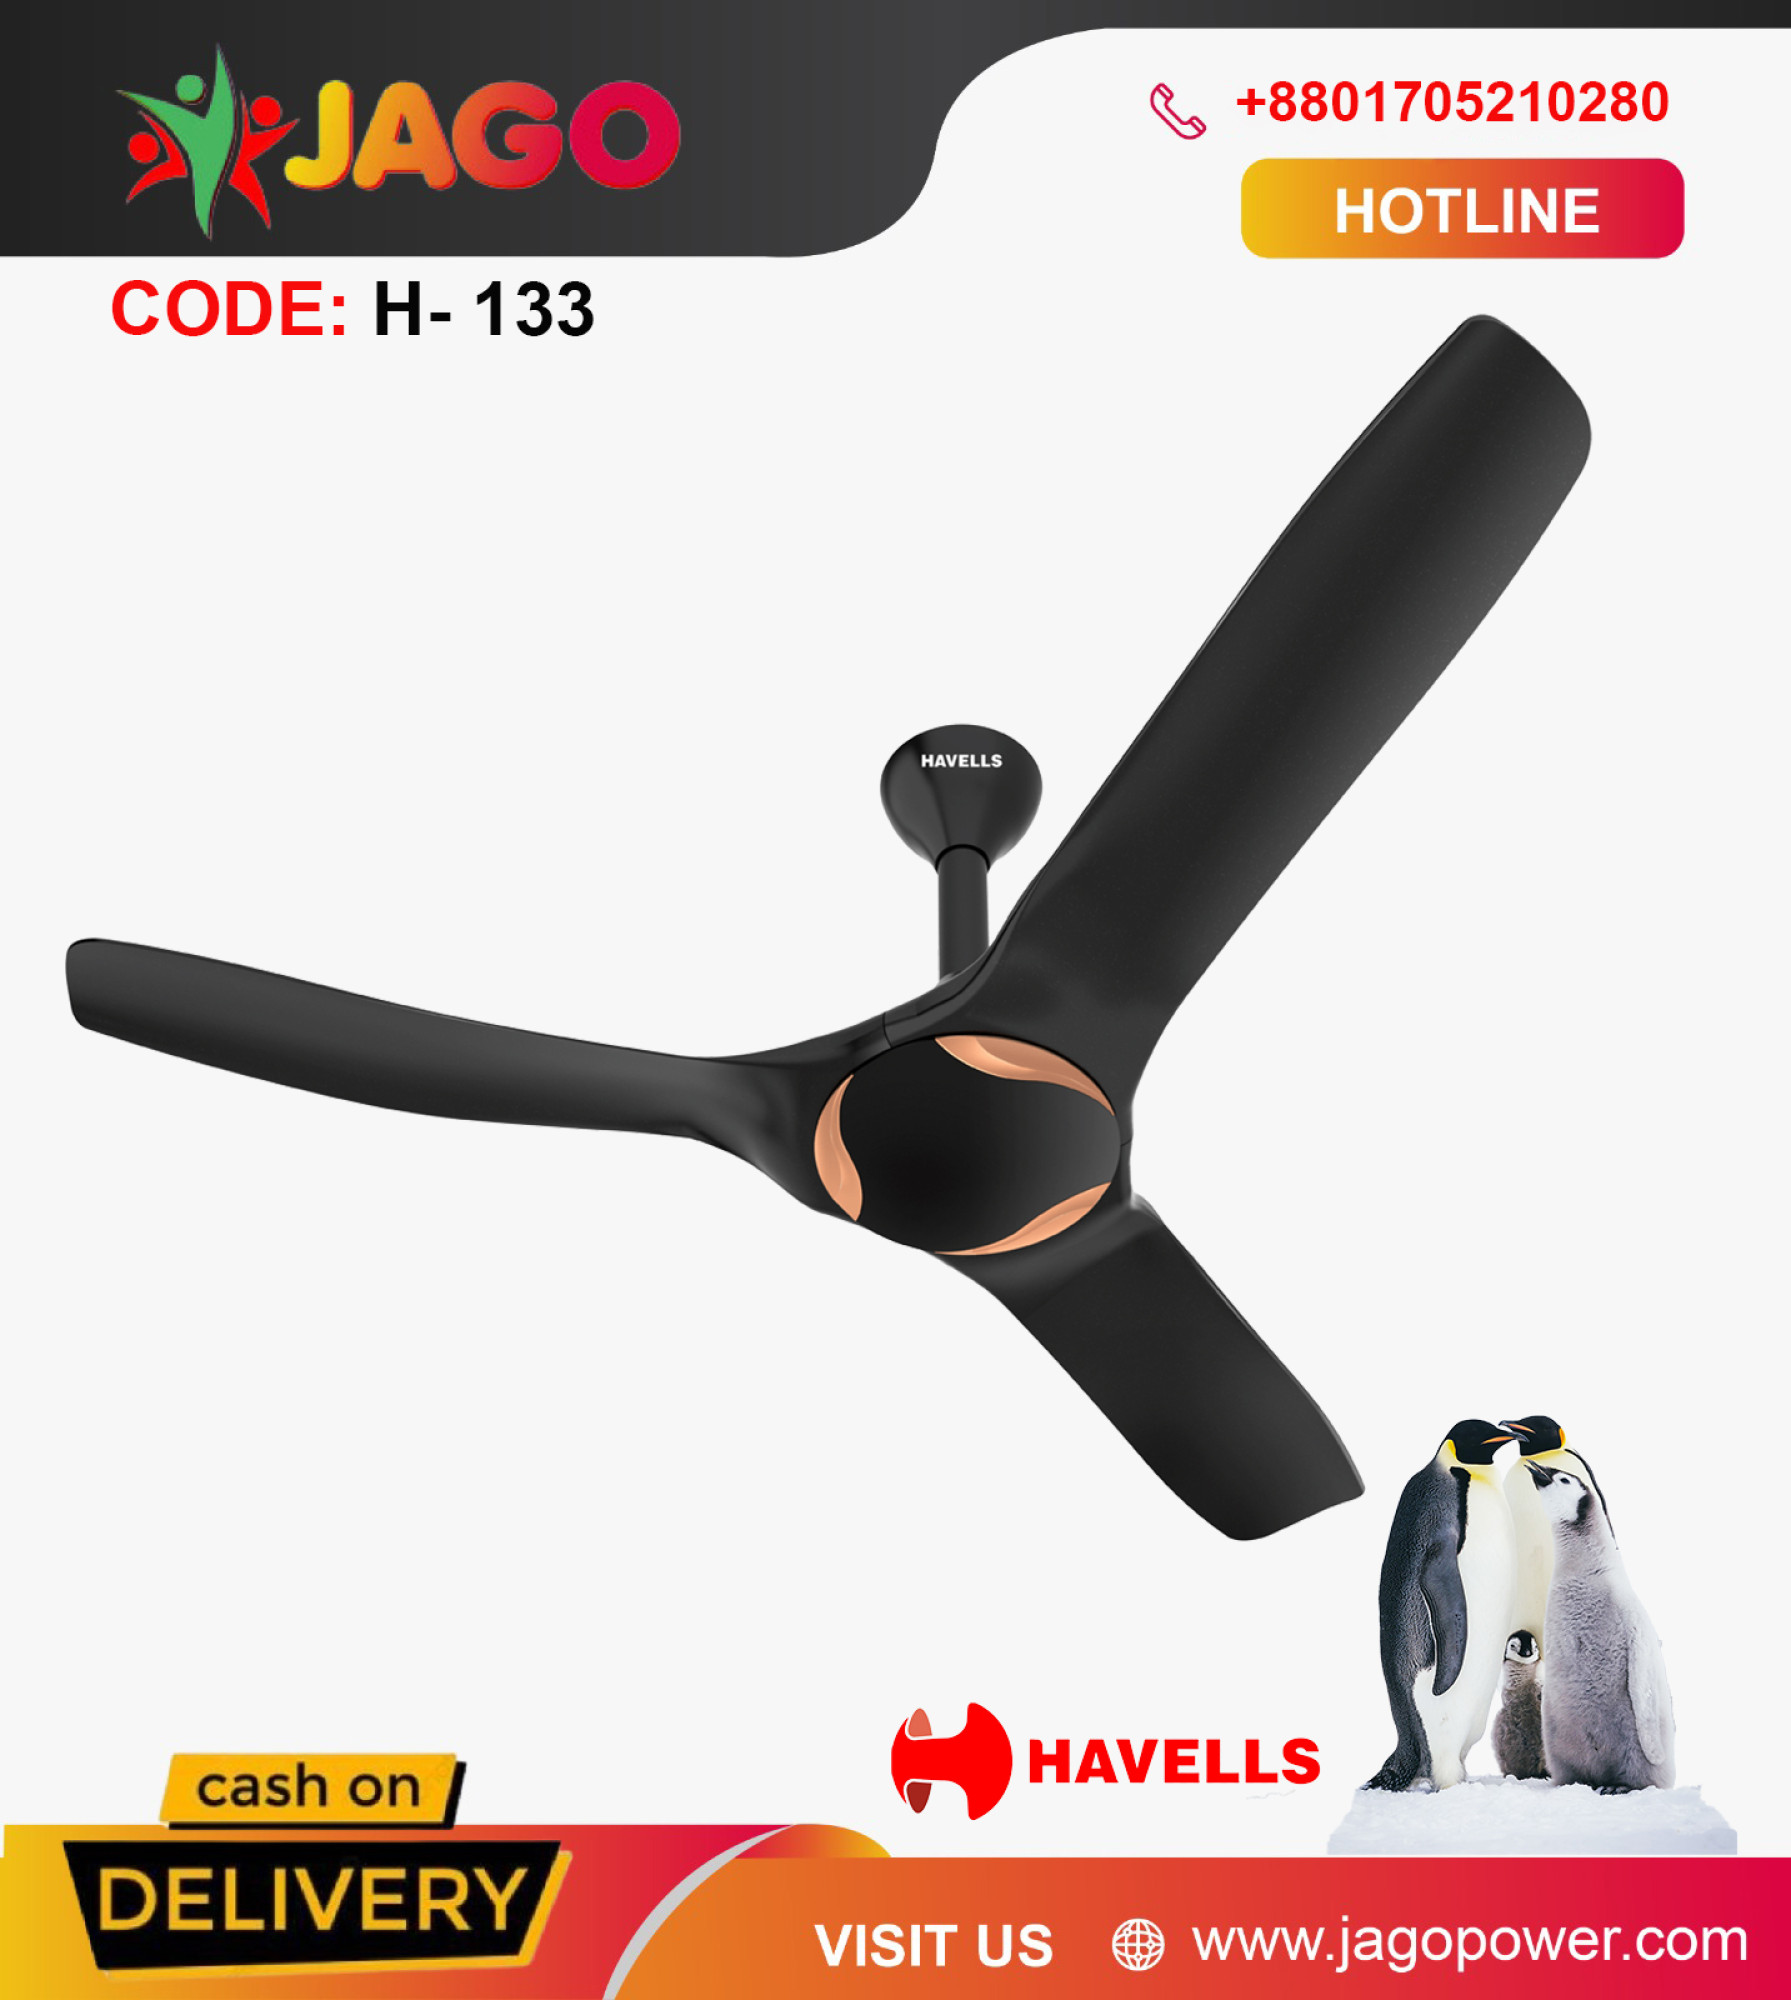 JAGO
+8801705210280
HOTLINE
CODE: H- 133
HAVELLS
HAVELLS
cash on
DELIVERY
VISIT US
www.jagopower.com